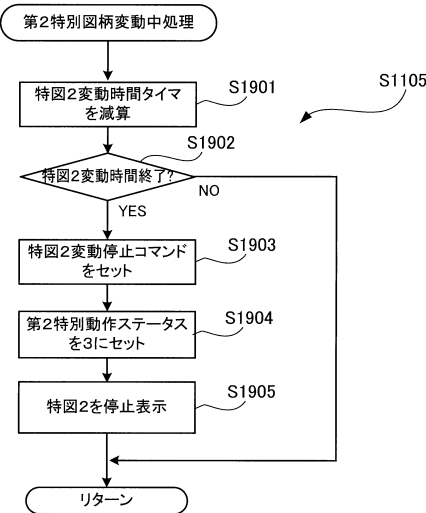 第2特別図柄変動中処理
S1105
特図2変動時間タイマ
を減算
S1901
特図2変動時間終了?
S1902
NO
YES
特図2変動停止コマンド
をセット
S1903
第2特別動作ステータス
を3にセット
S1904
特図2を停止表示
S1905
リターン